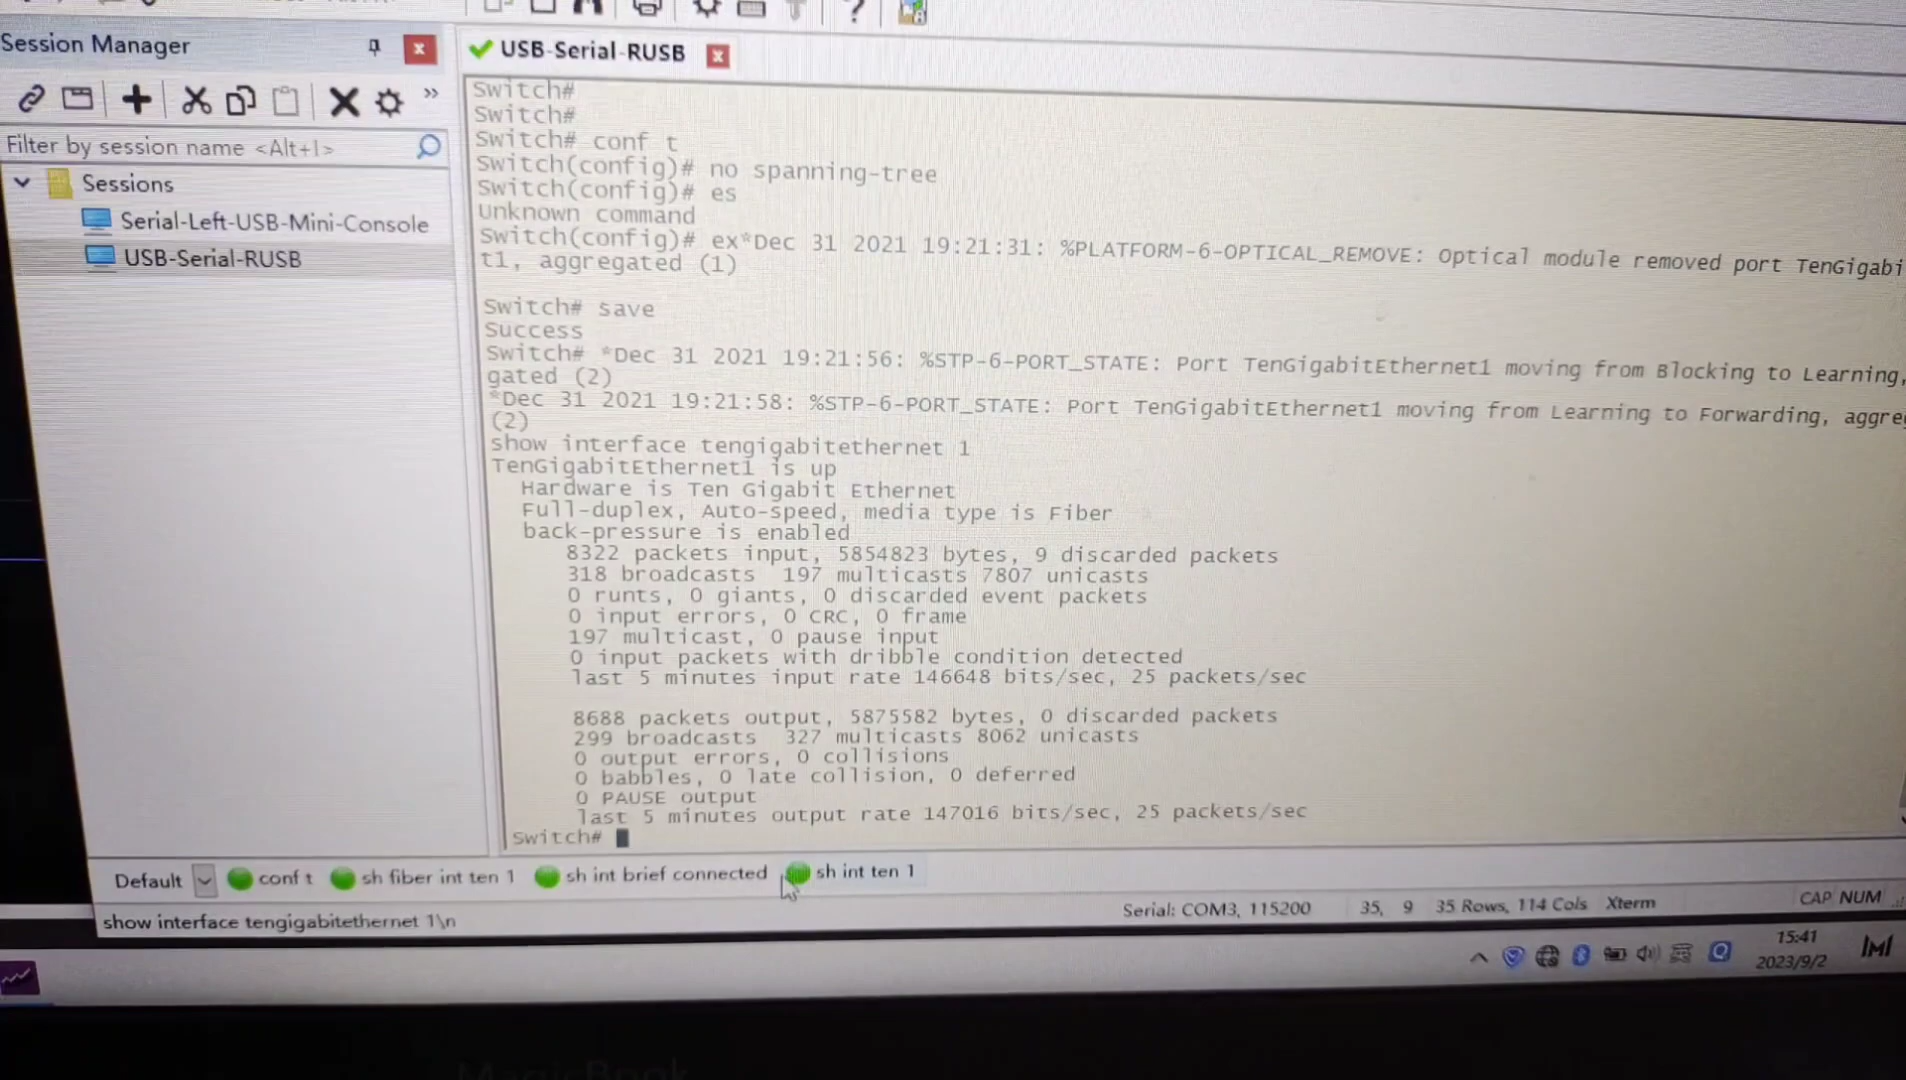 Session Manager
USB-Serial-RUSB
Filter by session name <Alt+I>
Sessions
Serial-Left-USB-Mini-Console
USB-Serial-RUSB
Switch#
Switch#
Switch# conf t
Switch(config)# no spanning-tree
Switch(config)# es
Unknown command
Switch(config)# ex*Dec 31 2021 19:21:31: %PLATFORM-6-OPTICAL_REMOVE: Optical module removed port TenGigabi
t1, aggregated (1)
Switch# save
Success
Switch# *Dec 31 2021 19:21:56: %STP-6-PORT_STATE: Port TenGigabitEthernet1 moving from Blocking to Learning,
gated (2)
*Dec 31 2021 19:21:58: %STP-6-PORT_STATE: Port TenGigabitEthernet1 moving from Learning to Forwarding, aggre
(2)
show interface tengigabitethernet 1
TenGigabitEthernet1 is up
Hardware is Ten Gigabit Ethernet
Full-duplex, Auto-speed, media type is Fiber
back-pressure is enabled
8322 packets input, 5854823 bytes, 9 discarded packets
318 broadcasts 197 multicasts 7807 unicasts
0 runts, 0 giants, 0 discarded event packets
0 input errors, 0 CRC, 0 frame
197 multicast, 0 pause input
0 input packets with dribble condition detected
last 5 minutes input rate 146648 bits/sec, 25 packets/sec
8688 packets output, 5875582 bytes, 0 discarded packets
299 broadcasts 327 multicasts 8062 unicasts
0 output errors, 0 collisions
0 babbles, 0 late collision, 0 deferred
0 PAUSE output
last 5 minutes output rate 147016 bits/sec, 25 packets/sec
Switch#
Default conf t sh fiber int ten 1 sh int brief connected sh int ten 1
show interface tengigabitethernet 1\n
Serial: COM3, 115200 35, 9 35 Rows, 114 Cols Xterm CAP NUM
15:41
2023/9/2
MagicBook